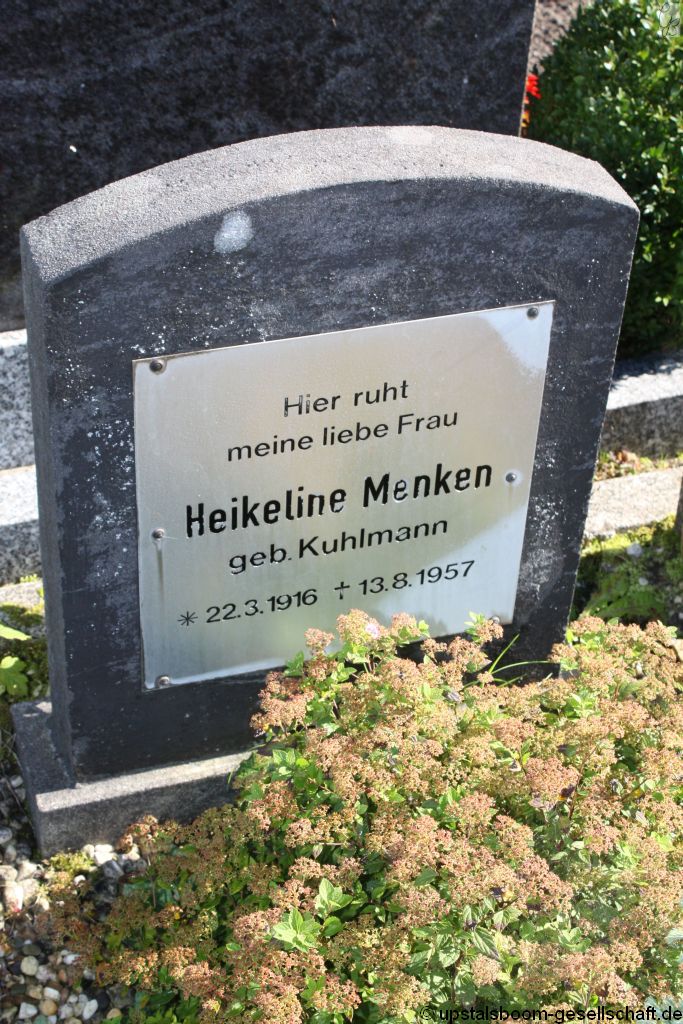 Hier ruht
meine liebe Frau
Heikeline Menken
geb. Kuhlmann
* 22.3.1916 † 13.8.1957
© upstalsboom-gesellschaft.de